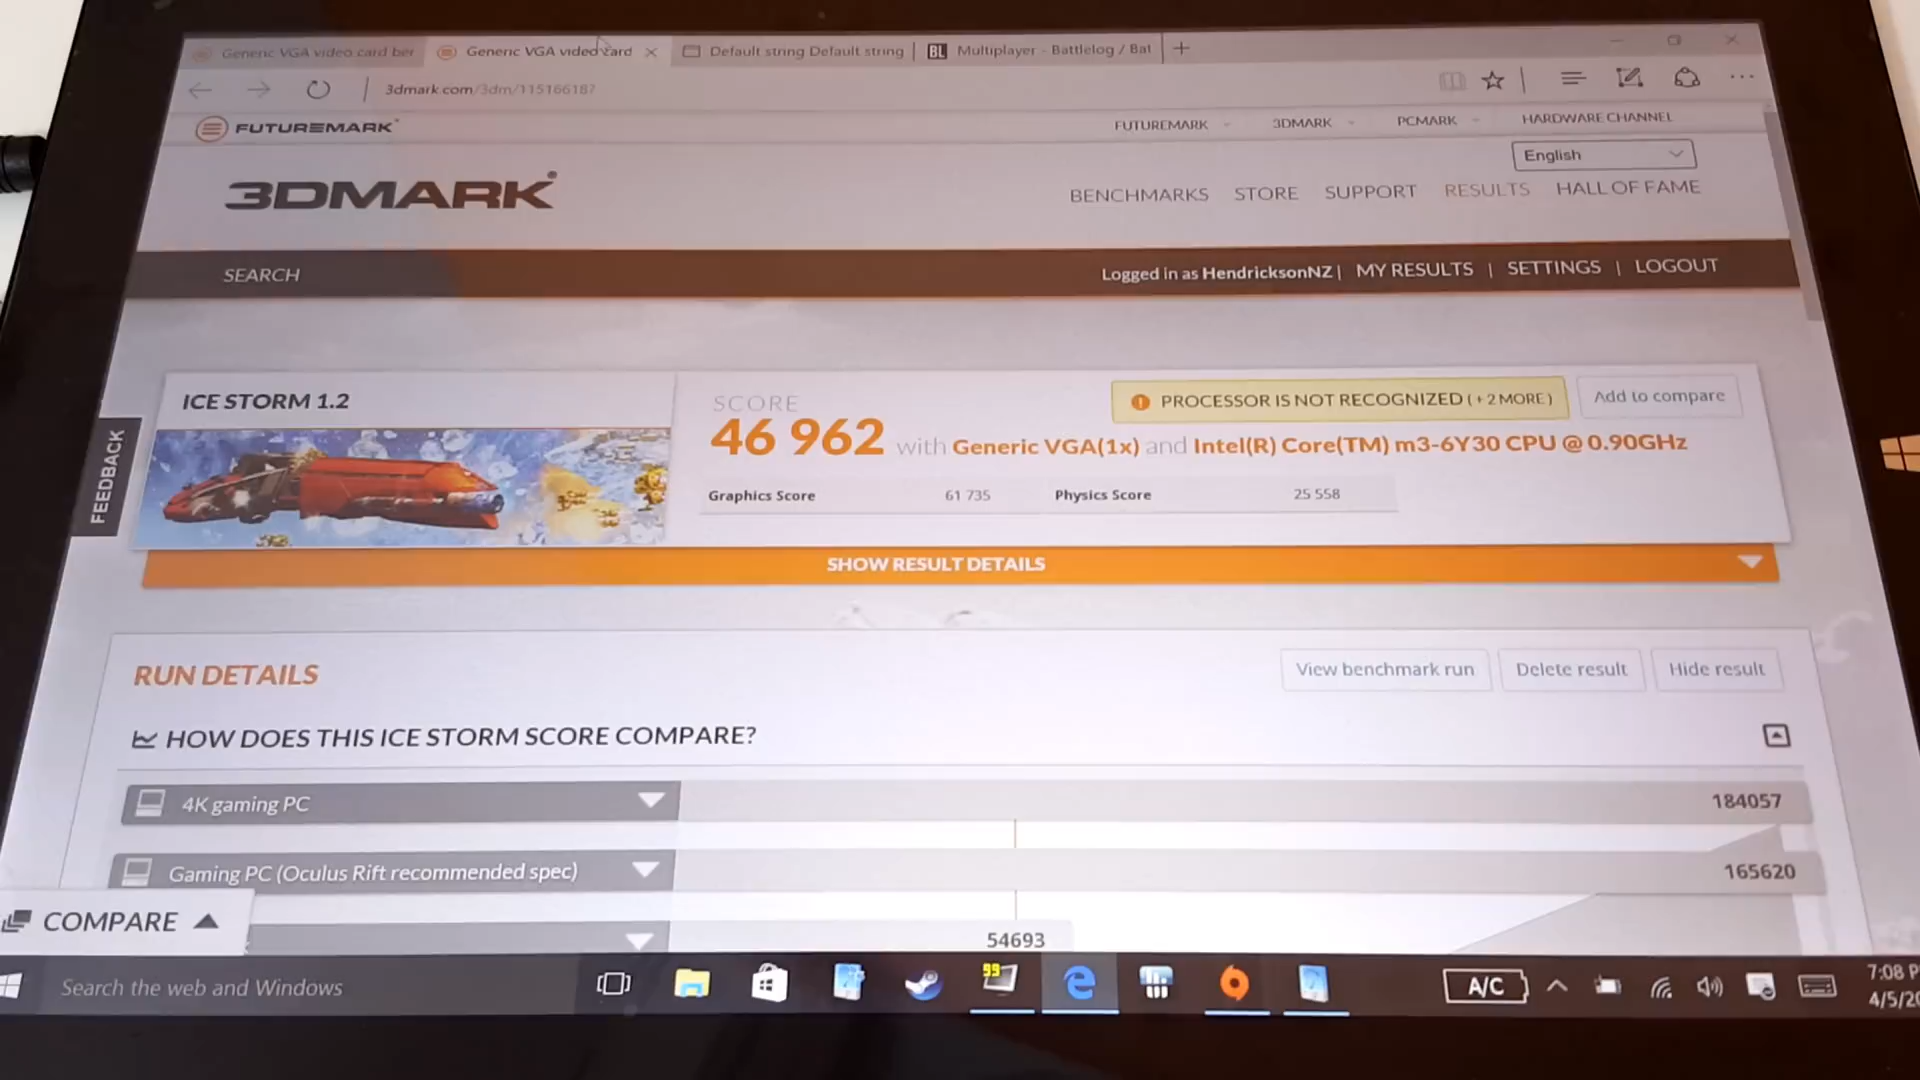 Generic VGA video card ber
Generic VGA video card
Default string Default string
BL Multiplayer - Battlelog / Bat
3dmark.com/3dm/11516618?
FUTUREMARK
FUTUREMARK
3DMARK
PCMARK
HARDWARE CHANNEL
English
3DMARK
BENCHMARKS
STORE
SUPPORT
RESULTS
HALL OF FAME
SEARCH
Logged in as HendricksonNZ | MY RESULTS | SETTINGS | LOGOUT
ICE STORM 1.2
SCORE
PROCESSOR IS NOT RECOGNIZED ( + 2 MORE )
Add to compare
46 962 with Generic VGA(1x) and Intel(R) Core(TM) m3-6Y30 CPU @ 0.90GHz
Graphics Score 61 735 Physics Score 25 558
FEEDBACK
SHOW RESULT DETAILS
RUN DETAILS
View benchmark run
Delete result
Hide result
HOW DOES THIS ICE STORM SCORE COMPARE?
4K gaming PC
184057
Gaming PC (Oculus Rift recommended spec)
165620
COMPARE
54693
Search the web and Windows
99
A/C
7:08 P
4/5/20